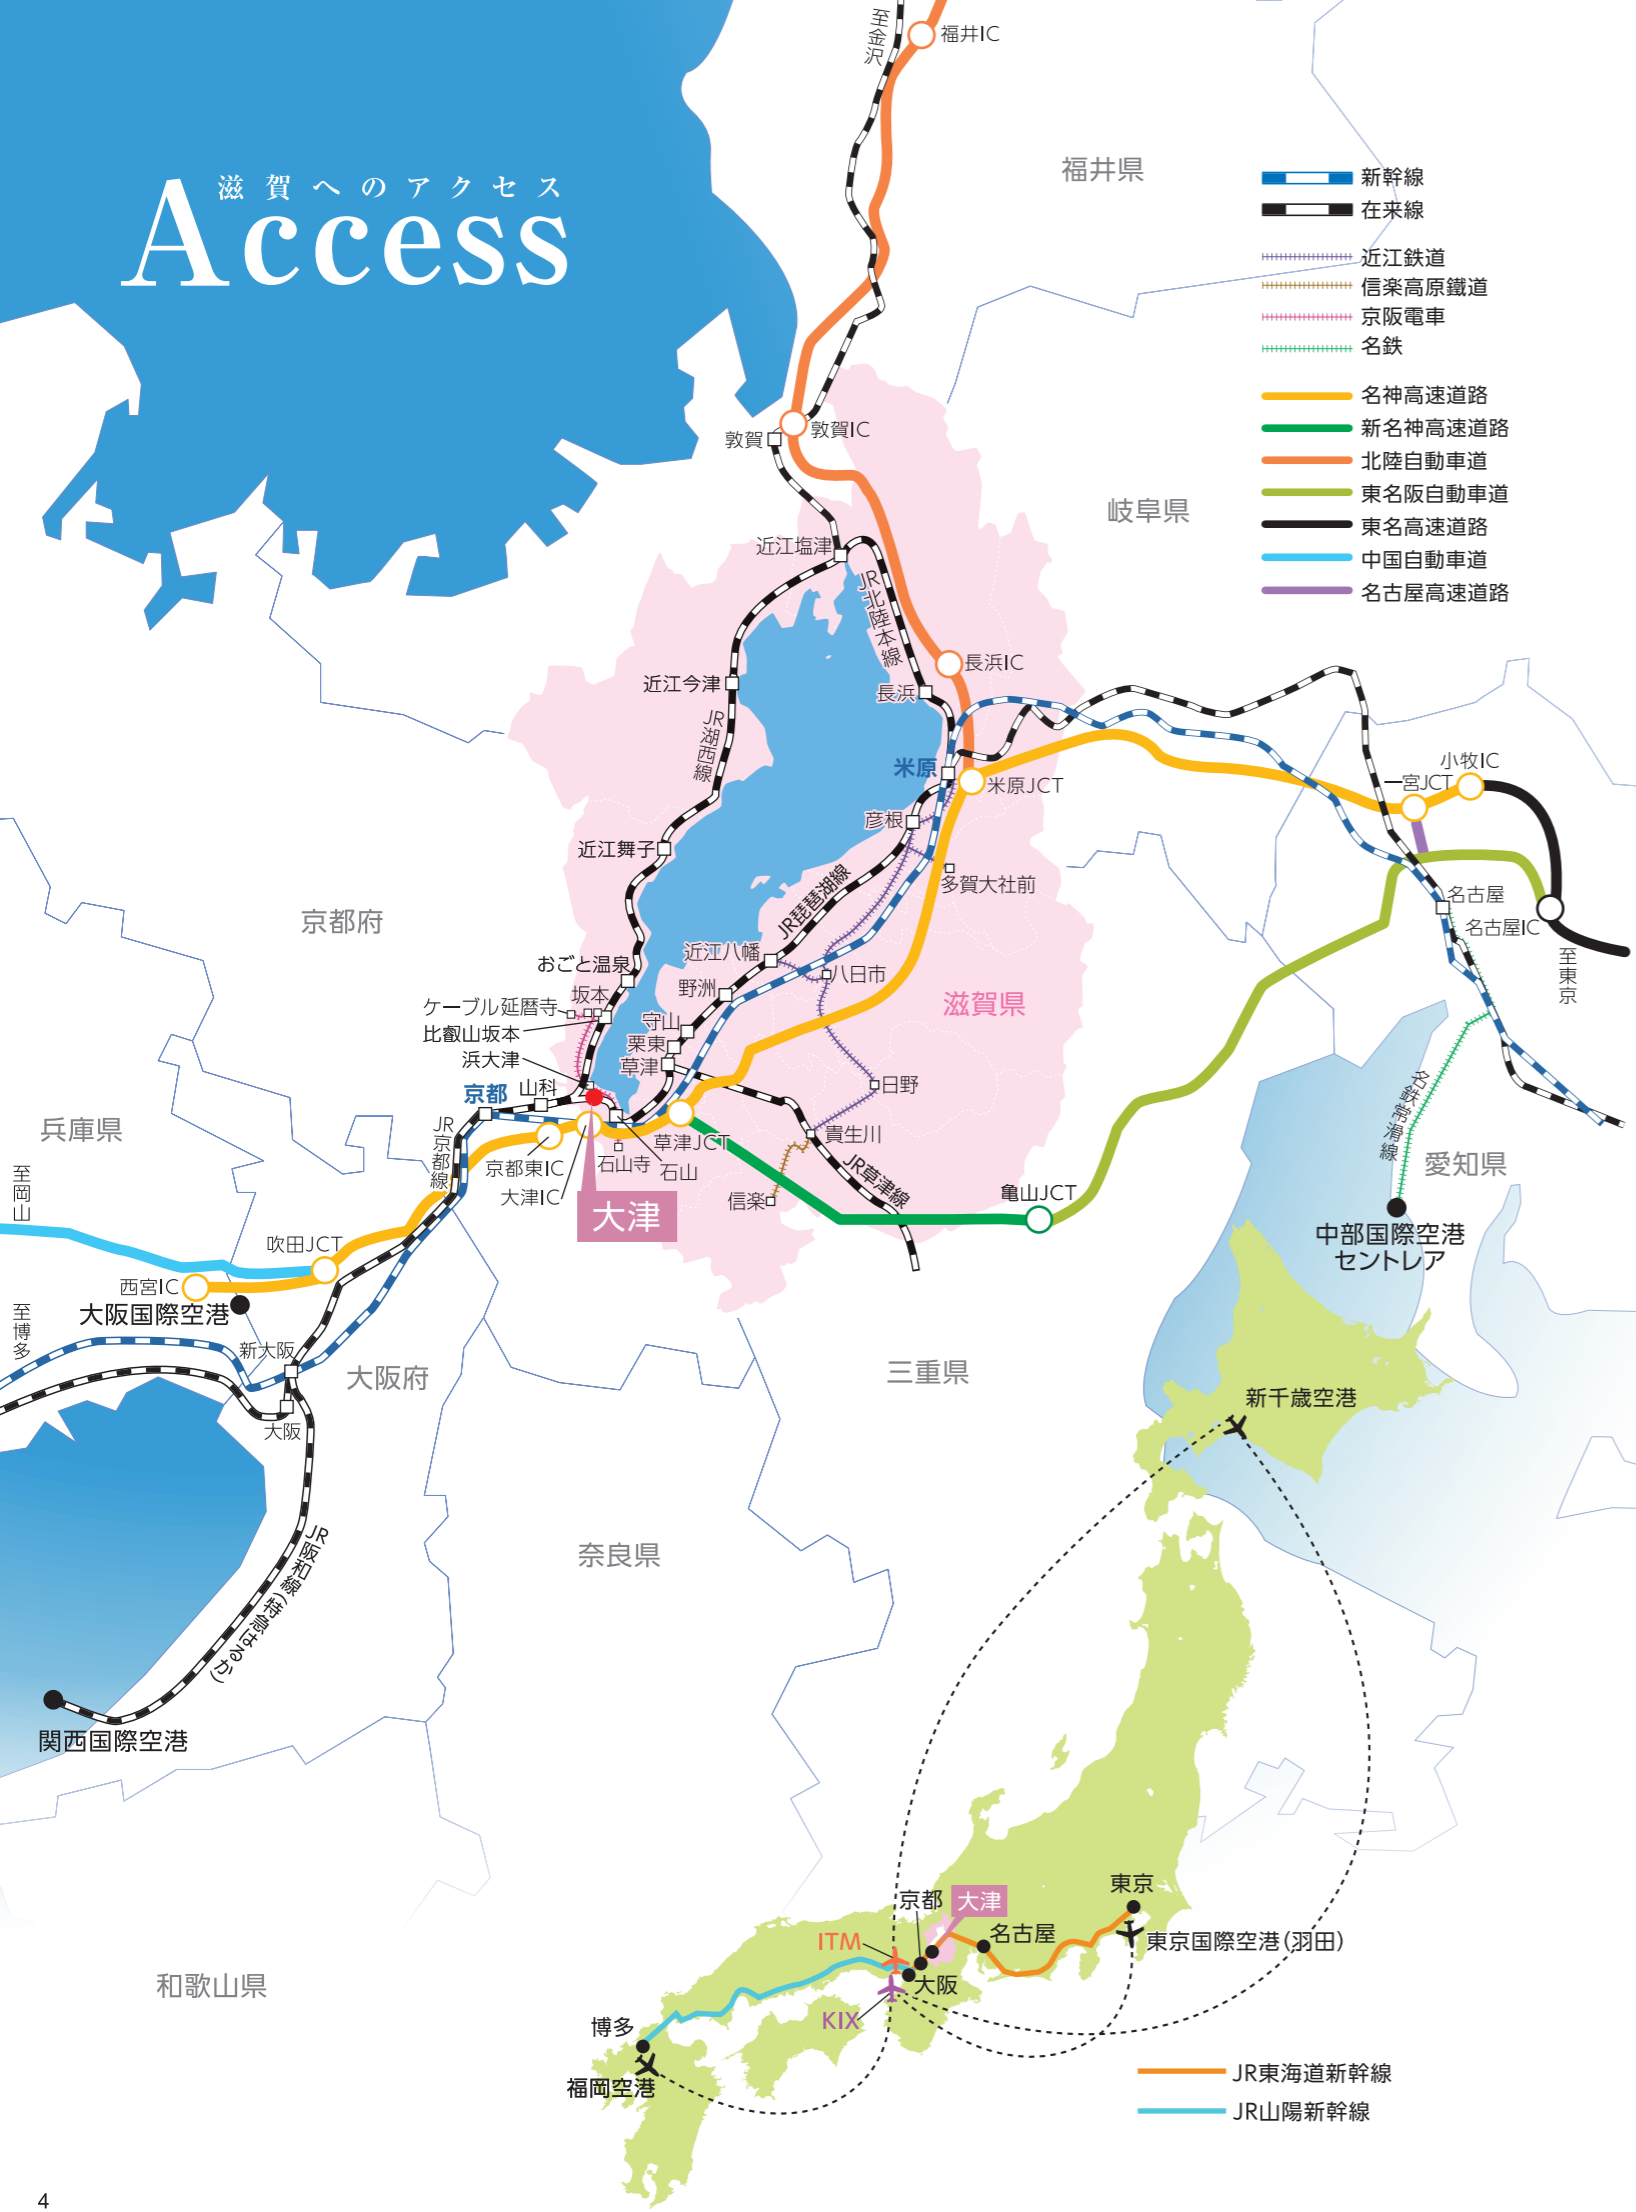 滋賀へのアクセス
Access
至金沢
福井IC
福井県
新幹線
在来線
近江鉄道
信楽高原鐵道
京阪電車
名鉄
名神高速道路
新名神高速道路
北陸自動車道
東名阪自動車道
東名高速道路
中国自動車道
名古屋高速道路
敦賀
敦賀IC
岐阜県
近江塩津
JR北陸本線
長浜IC
長浜
近江今津
JR湖西線
米原
米原JCT
小牧IC
一宮JCT
彦根
近江舞子
多賀大社前
JR琵琶湖線
名古屋
名古屋IC
至東京
京都府
近江八幡
八日市
おごと温泉
野洲
滋賀県
坂本
ケーブル延暦寺
比叡山坂本
守山
栗東
草津
浜大津
日野
山科
京都
名鉄常滑線
兵庫県
JR京都線
京都東IC
大津IC
石山寺
石山
草津JCT
貴生川
JR草津線
愛知県
至岡山
信楽
亀山JCT
大津
中部国際空港
セントレア
吹田JCT
西宮IC
大阪国際空港
至博多
新大阪
大阪府
三重県
大阪
新千歳空港
JR阪和線(特急はるか)
奈良県
関西国際空港
和歌山県
京都
大津
東京
名古屋
東京国際空港(羽田)
ITM
大阪
KIX
博多
福岡空港
JR東海道新幹線
JR山陽新幹線
4